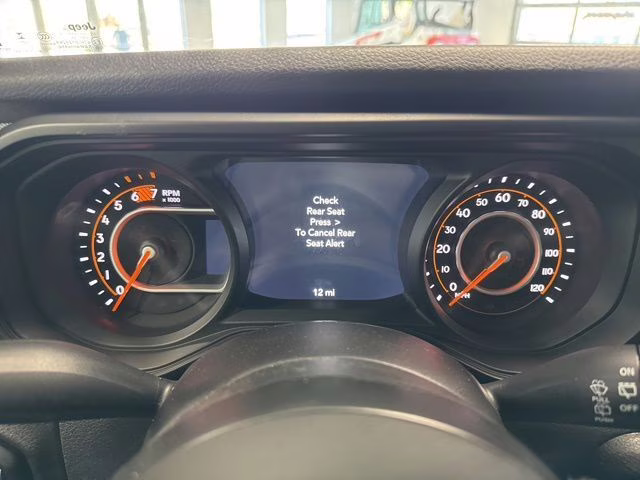 Jeep
Check
Rear Seat
Press >
To Cancel Rear
Seat Alert
12 mi
0
1
2
3
4
5
6
7
RPM
x 1000
0
20
30
40
50
60
70
80
90
100
110
120
MPH
ON
OFF